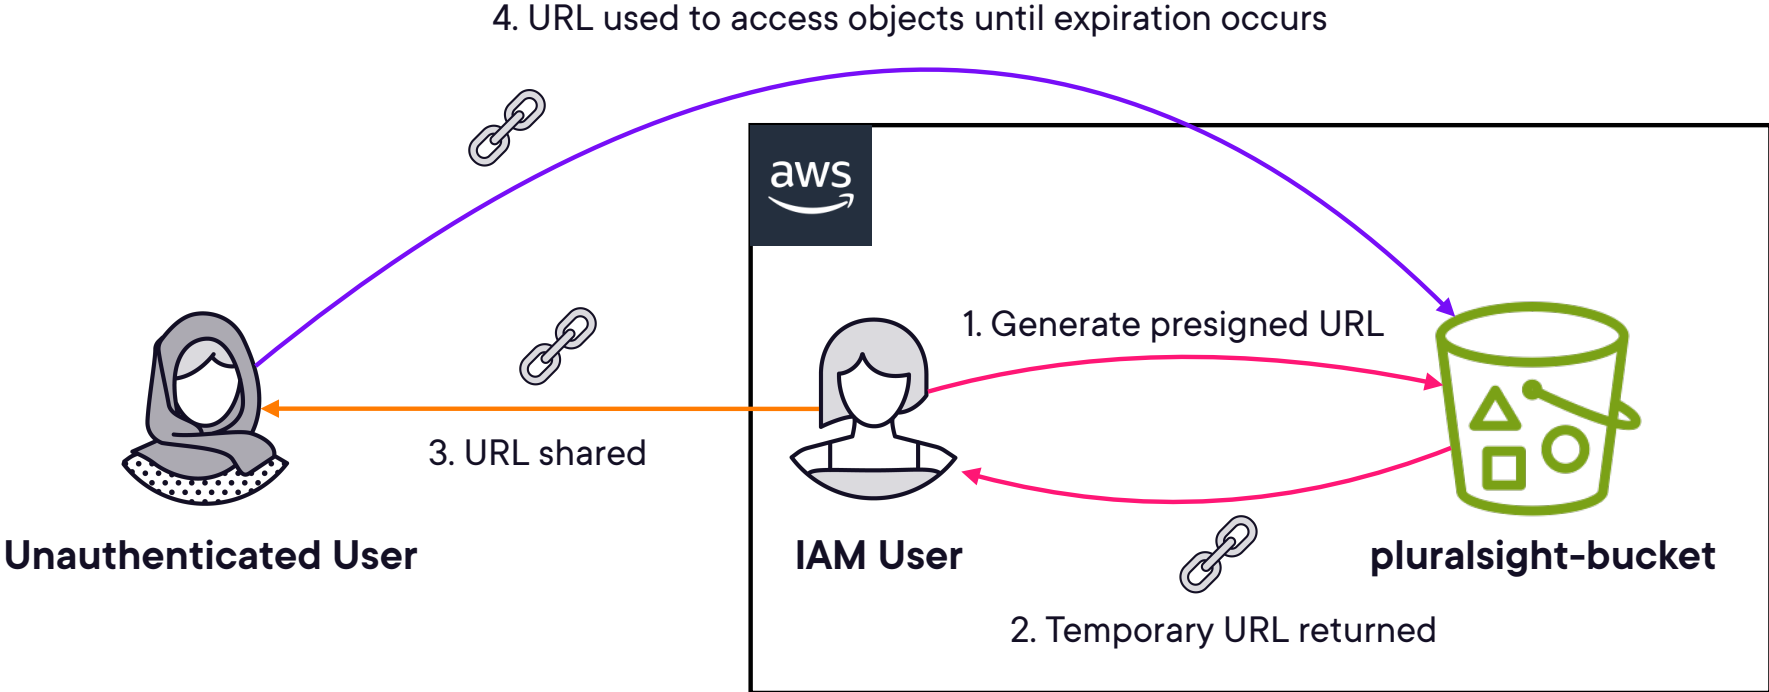 4. URL used to access objects until expiration occurs
aws
1. Generate presigned URL
3. URL shared
Unauthenticated User
IAM User
pluralsight-bucket
2. Temporary URL returned